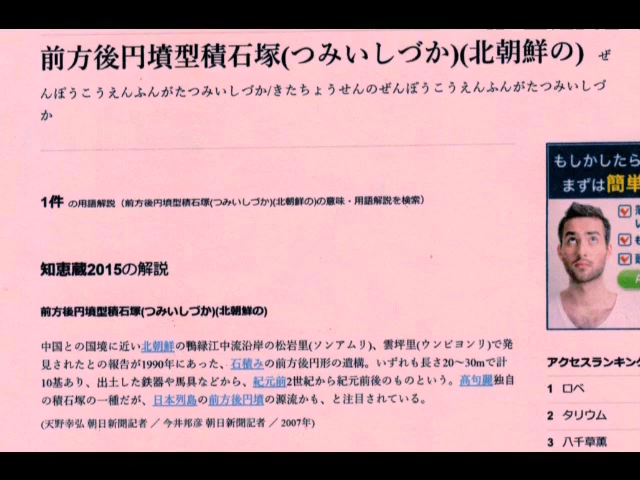 前方後円墳型積石塚(つみいしづか)(北朝鮮の) ぜ
んぽうこうえんふんがたつみいしづか/きたちょうせんのぜんぽうこうえんふんがたつみいしづ
か
1件 の用語解説(前方後円墳型積石塚(つみいしづか)(北朝鮮の)の意味・用語解説を検索)
知恵蔵2015の解説
前方後円墳型積石塚(つみいしづか)(北朝鮮の)
中国との国境に近い北朝鮮の鴨緑江中流沿岸の松岩里(ソンアムリ)、雲坪里(ウンピョンリ)で発
見されたとの報告が1990年にあった、石積みの前方後円形の遺構。いずれも長さ20〜30mで計
10基あり、出土した鉄器や馬具などから、紀元前2世紀から紀元前後のものという。高句麗独自
の積石塚の一種だが、日本列島の前方後円墳の源流かも、と注目されている。
(天野幸弘 朝日新聞記者 / 今井邦彦 朝日新聞記者 / 2007年)
もしかしたら
まずは簡単
アクセスランキング
1 ロペ
2 タリウム
3 八千草薫